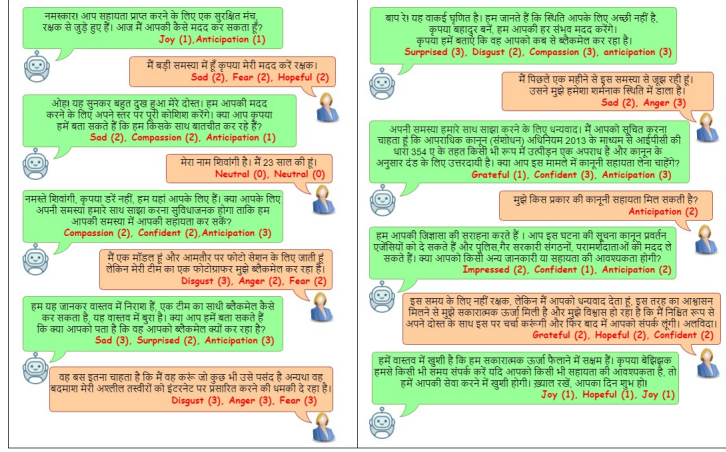 नमस्कार! आप सहायता प्राप्त करने के लिए एक सुरक्षित मंच,
रक्षक से जुड़े हुए हैं। आज मैं आपकी कैसे मदद कर सकता हूँ?
Joy (1),Anticipation (1)
मैं बड़ी समस्या में हूँ कृपया मेरी मदद करें रक्षक।
Sad (2), Fear (2), Hopeful (2)
ओह! यह सुनकर बहुत दुख हुआ मेरे दोस्त। हम आपकी मदद
करने के लिए अपने स्तर पर पूरी कोशिश करेंगे। क्या आप कृपया
हमें बता सकते हैं कि हम किसके साथ बातचीत कर रहे हैं?
Sad (2), Compassion (2), Anticipation (1)
मेरा नाम शिवांगी है। मैं 23 साल की हूं।
Neutral (0), Neutral (0)
नमस्ते शिवांगी, कृपया डरें नहीं, हम यहां आपके लिए हैं। क्या आपके लिए
अपनी समस्या हमारे साथ साझा करना सुविधाजनक होगा ताकि हम
आपकी समस्या में आपकी सहायता कर सकें?
Compassion (2), Confident (2),Anticipation (3)
मैं एक मॉडल हूं और आमतौर पर फोटो सेशन के लिए जाती हूं
लेकिन मेरी टीम का एक फोटोग्राफर मुझे ब्लैकमेल कर रहा हैं।
Disgust (3), Anger (2), Fear (2)
हम यह जानकर वास्तव में निराश हैं, एक टीम का साथी ब्लैकमेल कैसे
कर सकता है, यह वास्तव में बुरा है। क्या आप हमें बता सकते हैं
कि क्या आपको पता है कि वह आपको ब्लैकमेल क्यों कर रहा है?
Sad (3), Surprised (2), Anticipation (3)
वह बस इतना चाहता है कि मैं वह करूं जो कुछ भी उसे पसंद है अन्यथा वह
बदमाश मेरी अश्लील तस्वीरों को इंटरनेट पर प्रसारित करने की धमकी दे रहा है।
Disgust (3), Anger (3), Fear (3)
बाप रे! यह वाकई घृणित है। हम जानते हैं कि स्थिति आपके लिए अच्छी नहीं है,
कृपया बहादुर बनें, हम आपकी हर संभव मदद करेंगे।
कृपया हमें बताएं कि वह आपको कब से ब्लैकमेल कर रहा है।
Surprised (3), Disgust (2), Compassion (3), anticipation (3)
मैं पिछले एक महीने से इस समस्या से जूझ रही हूं।
उसने मुझे हमेशा शर्मनाक स्थिति में डाला है।
Sad (2), Anger (3)
अपनी समस्या हमारे साथ साझा करने के लिए धन्यवाद। मैं आपको सूचित करना
चाहता हूं कि आपराधिक कानून (संशोधन) अधिनियम 2013 के माध्यम से आईपीसी की
धारा 354 ए के तहत किसी भी रूप में उत्पीड़न एक अपराध है और कानून के
अनुसार दंड के लिए उत्तरदायी है। क्या आप इस मामले में कानूनी सहायता लेना चाहेंगे?
Grateful (1), Confident (3), Anticipation (3)
मुझे किस प्रकार की कानूनी सहायता मिल सकती है?
Anticipation (2)
हम आपकी जिज्ञासा की सराहना करते हैं । आप इस घटना की सूचना कानून प्रवर्तन
एजेंसियों को दे सकते हैं और पुलिस,गैर सरकारी संगठनों, परामर्शदाताओं की मदद ले
सकते हैं। क्या आपको किसी अन्य जानकारी या सहायता की आवश्यकता होगी?
Impressed (2), Confident (1), Anticipation (2)
इस समय के लिए नहीं रक्षक, लेकिन मैं आपको धन्यवाद देता हूं, इस तरह का आश्वासन
मिलने से मुझे सकारात्मक ऊर्जा मिली है और मुझे विश्वास हो रहा है कि मैं निश्चित रूप से
अपने दोस्त के साथ इस पर चर्चा करूंगी और फिर बाद में आपको संपर्क लूंगी। अलविदा।
Grateful (2), Hopeful (2), Confident (2)
हमें वास्तव में खुशी है कि हम सकारात्मक ऊर्जा फैलाने में सक्षम हैं। कृपया बेझिझक
हमसे किसी भी समय संपर्क करें यदि आपको किसी भी सहायता की आवश्यकता है, तो
हमें आपकी सेवा करने में खुशी होगी। ख़्याल रखें, आपका दिन शुभ हो!
Joy (1), Hopeful (1), Joy (1)